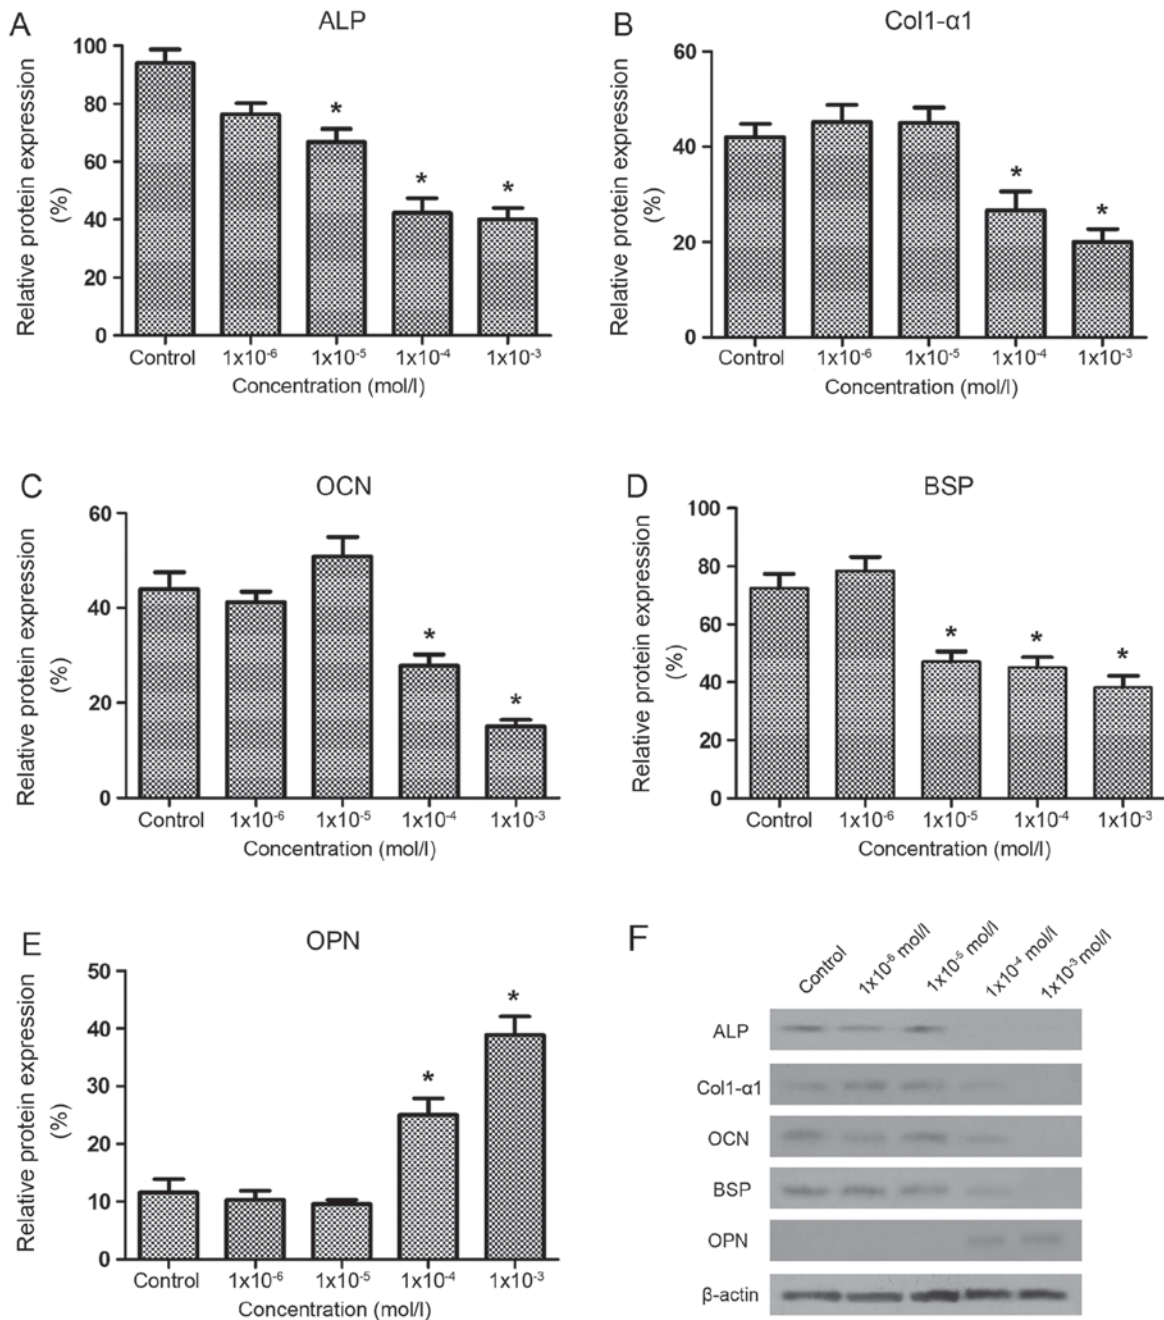 A
ALP
Relative protein expression
(%)
100
80
60
40
20
0
*
*
*
Control
1x10⁻⁶
1x10⁻⁵
1x10⁻⁴
1x10⁻³
Concentration (mol/l)
B
Col1-α1
Relative protein expression
(%)
60
40
20
0
*
*
Control
1x10⁻⁶
1x10⁻⁵
1x10⁻⁴
1x10⁻³
Concentration (mol/l)
C
OCN
Relative protein expression
(%)
60
40
20
0
*
*
Control
1x10⁻⁶
1x10⁻⁵
1x10⁻⁴
1x10⁻³
Concentration (mol/l)
D
BSP
Relative protein expression
(%)
100
80
60
40
20
0
*
*
*
Control
1x10⁻⁶
1x10⁻⁵
1x10⁻⁴
1x10⁻³
Concentration (mol/l)
E
OPN
Relative protein expression
(%)
50
40
30
20
10
0
*
*
Control
1x10⁻⁶
1x10⁻⁵
1x10⁻⁴
1x10⁻³
Concentration (mol/l)
F
Control
1x10⁻⁶ mol/l
1x10⁻⁵ mol/l
1x10⁻⁴ mol/l
1x10⁻³ mol/l
ALP
Col1-α1
OCN
BSP
OPN
β-actin